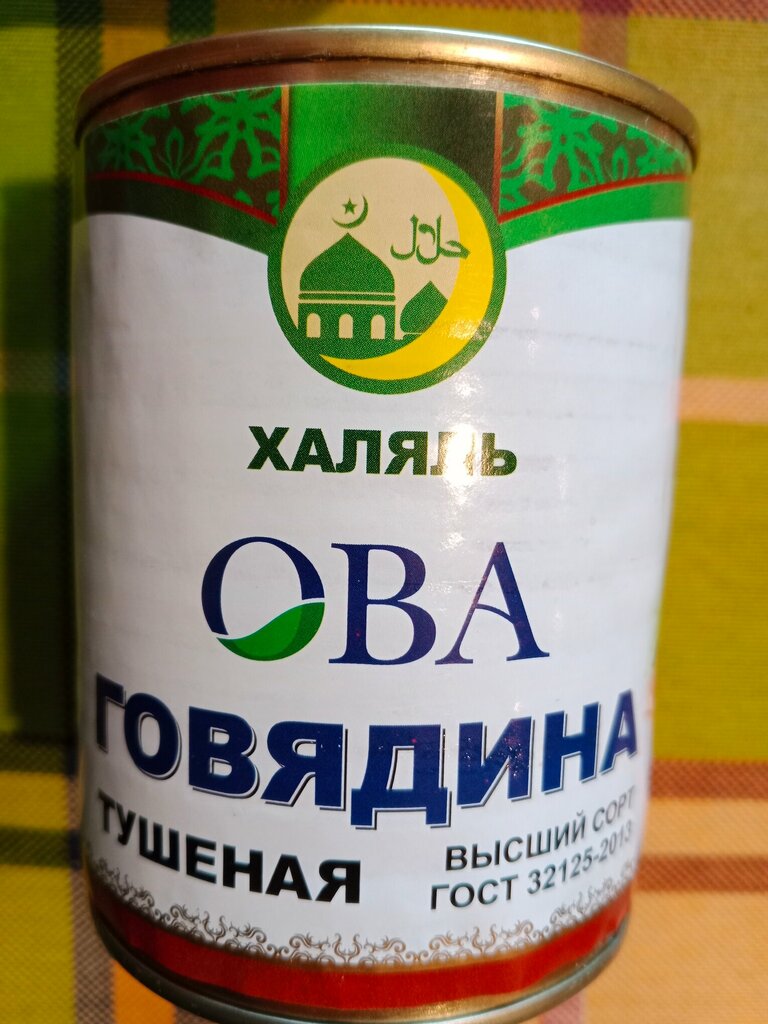 حلال
ХАЛЯЛЬ
ОВА
ГОВЯДИНА
ТУШЕНАЯ
ВЫСШИЙ СОРТ
ГОСТ 32125-2013